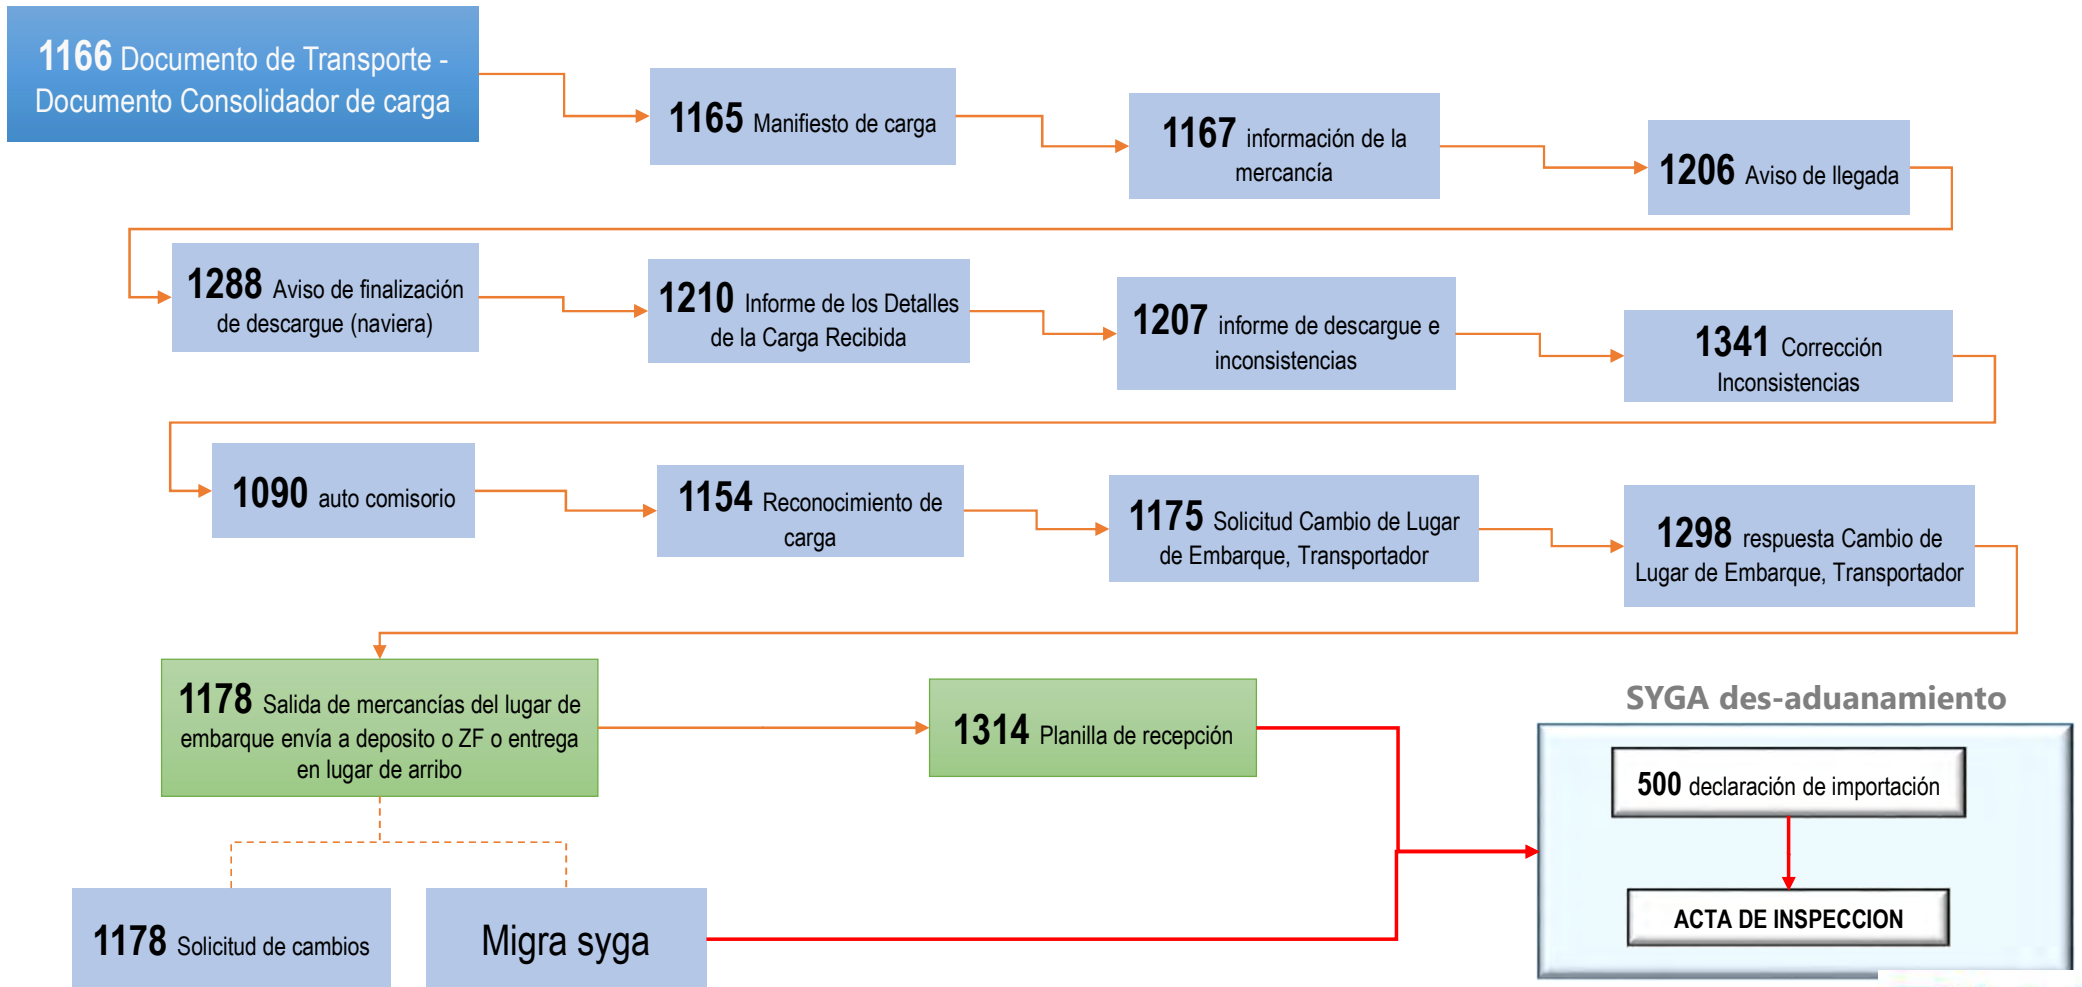 1166 Documento de Transporte -
Documento Consolidador de carga
1165 Manifiesto de carga
1167 información de la
mercancía
1206 Aviso de llegada
1288 Aviso de finalización
de descargue (naviera)
1210 Informe de los Detalles
de la Carga Recibida
1207 informe de descargue e
inconsistencias
1341 Corrección
Inconsistencias
1090 auto comisorio
1154 Reconocimiento de
carga
1175 Solicitud Cambio de Lugar
de Embarque, Transportador
1298 respuesta Cambio de
Lugar de Embarque, Transportador
1178 Salida de mercancías del lugar de
embarque envía a deposito o ZF o entrega
en lugar de arribo
1314 Planilla de recepción
SYGA des-aduanamiento
500 declaración de importación
ACTA DE INSPECCION
1178 Solicitud de cambios
Migra syga